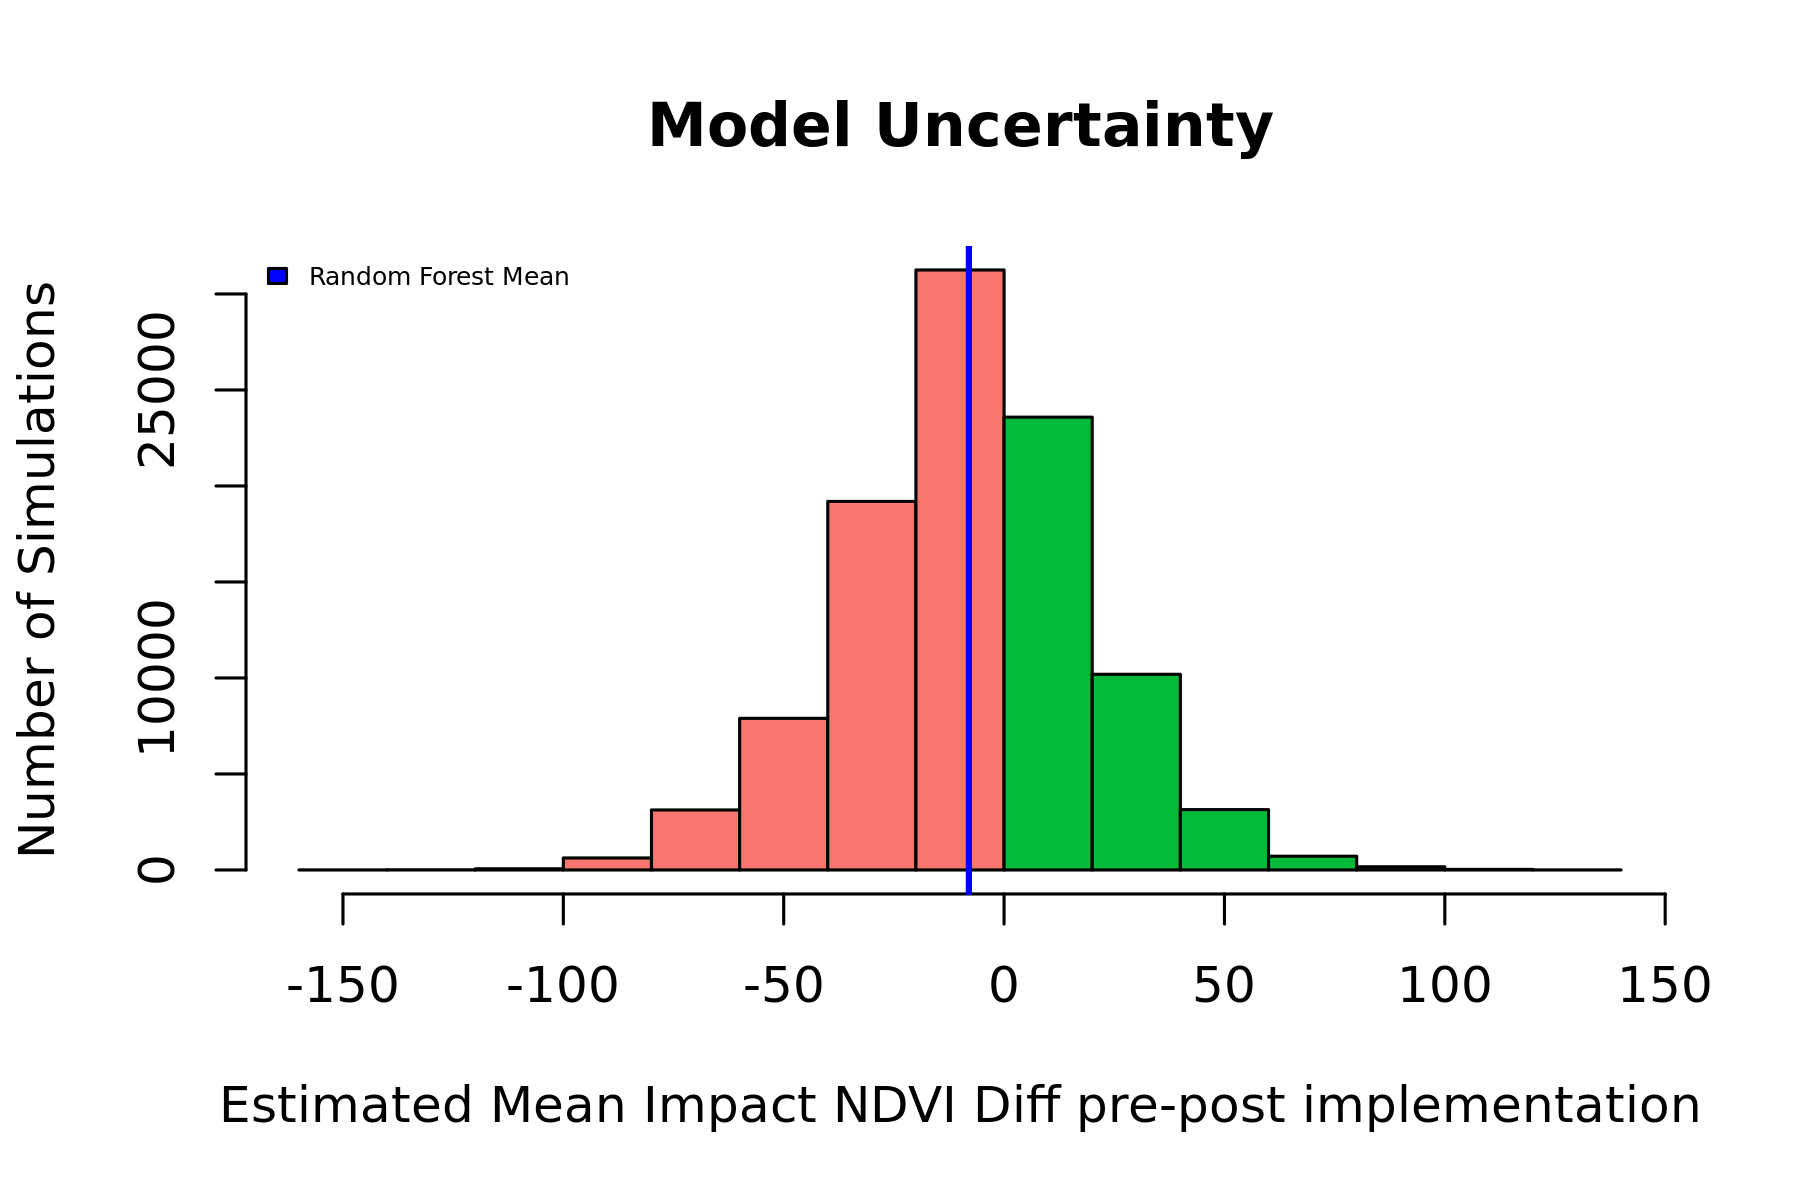 Model Uncertainty
Random Forest Mean
Number of Simulations
25000
10000
0
-150 -100 -50 0 50 100 150
Estimated Mean Impact NDVI Diff pre-post implementation